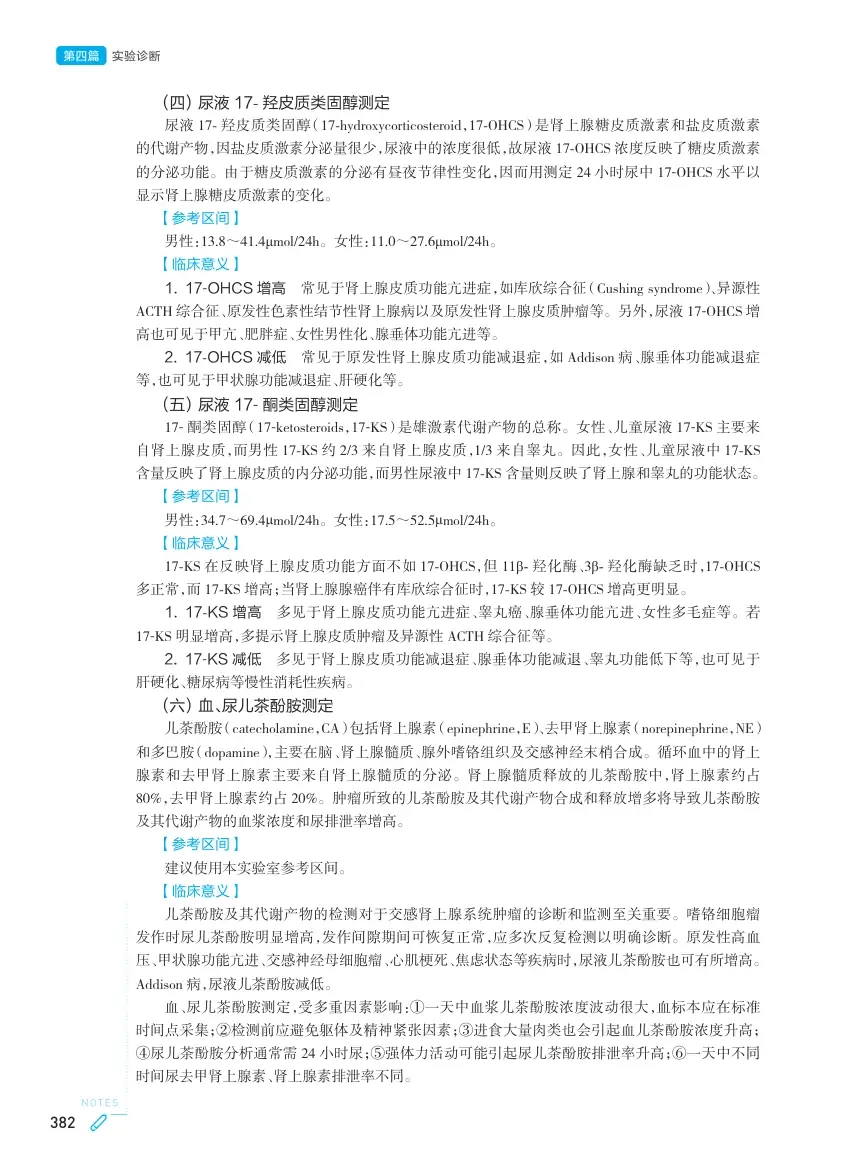 第四篇 实验诊断
（四）尿液 17- 羟皮质类固醇测定
尿液 17- 羟皮质类固醇（17-hydroxycorticosteroid，17-OHCS）是肾上腺糖皮质激素和盐皮质激素
的代谢产物，因盐皮质激素分泌量很少，尿液中的浓度很低，故尿液 17-OHCS 浓度反映了糖皮质激素
的分泌功能。由于糖皮质激素的分泌有昼夜节律性变化，因而用测定 24 小时尿中 17-OHCS 水平以
显示肾上腺糖皮质激素的变化。
【参考区间】
男性：13.8～41.4μmol/24h。女性：11.0～27.6μmol/24h。
【临床意义】
1. 17-OHCS 增高 常见于肾上腺皮质功能亢进症，如库欣综合征（Cushing syndrome）、异源性
ACTH 综合征、原发性色素性结节性肾上腺病以及原发性肾上腺皮质肿瘤等。另外，尿液 17-OHCS 增
高也可见于甲亢、肥胖症、女性男性化、腺垂体功能亢进等。
2. 17-OHCS 减低 常见于原发性肾上腺皮质功能减退症，如 Addison 病、腺垂体功能减退症
等，也可见于甲状腺功能减退症、肝硬化等。
（五）尿液 17- 酮类固醇测定
17- 酮类固醇（17-ketosteroids，17-KS）是雄激素代谢产物的总称。女性、儿童尿液 17-KS 主要来
自肾上腺皮质，而男性 17-KS 约 2/3 来自肾上腺皮质，1/3 来自睾丸。因此，女性、儿童尿液中 17-KS
含量反映了肾上腺皮质的内分泌功能，而男性尿液中 17-KS 含量则反映了肾上腺和睾丸的功能状态。
【参考区间】
男性：34.7～69.4μmol/24h。女性：17.5～52.5μmol/24h。
【临床意义】
17-KS 在反映肾上腺皮质功能方面不如 17-OHCS，但 11β- 羟化酶、3β- 羟化酶缺乏时，17-OHCS
多正常，而 17-KS 增高；当肾上腺腺癌伴有库欣综合征时，17-KS 较 17-OHCS 增高更明显。
1. 17-KS 增高 多见于肾上腺皮质功能亢进症、睾丸癌、腺垂体功能亢进、女性多毛症等。若
17-KS 明显增高，多提示肾上腺皮质肿瘤及异源性 ACTH 综合征等。
2. 17-KS 减低 多见于肾上腺皮质功能减退症、腺垂体功能减退、睾丸功能低下等，也可见于
肝硬化、糖尿病等慢性消耗性疾病。
（六）血、尿儿茶酚胺测定
儿茶酚胺（catecholamine，CA）包括肾上腺素（epinephrine，E）、去甲肾上腺素（norepinephrine，NE）
和多巴胺（dopamine），主要在脑、肾上腺髓质、腺外嗜铬组织及交感神经末梢合成。循环血中的肾上
腺素和去甲肾上腺素主要来自肾上腺髓质的分泌。肾上腺髓质释放的儿茶酚胺中，肾上腺素约占
80%，去甲肾上腺素约占 20%。肿瘤所致的儿茶酚胺及其代谢产物合成和释放增多将导致儿茶酚胺
及其代谢产物的血浆浓度和尿排泄率增高。
【参考区间】
建议使用本实验室参考区间。
【临床意义】
儿茶酚胺及其代谢产物的检测对于交感肾上腺系统肿瘤的诊断和监测至关重要。嗜铬细胞瘤
发作时尿儿茶酚胺明显增高，发作间隙期间可恢复正常，应多次反复检测以明确诊断。原发性高血
压、甲状腺功能亢进、交感神经母细胞瘤、心肌梗死、焦虑状态等疾病时，尿液儿茶酚胺也可有所增高。
Addison 病，尿液儿茶酚胺减低。
血、尿儿茶酚胺测定，受多重因素影响：①一天中血浆儿茶酚胺浓度波动很大，血标本应在标准
时间点采集；②检测前应避免躯体及精神紧张因素；③进食大量肉类也会引起血儿茶酚胺浓度升高；
④尿儿茶酚胺分析通常需 24 小时尿；⑤强体力活动可能引起尿儿茶酚胺排泄率升高；⑥一天中不同
时间尿去甲肾上腺素、肾上腺素排泄率不同。
NOTES
382